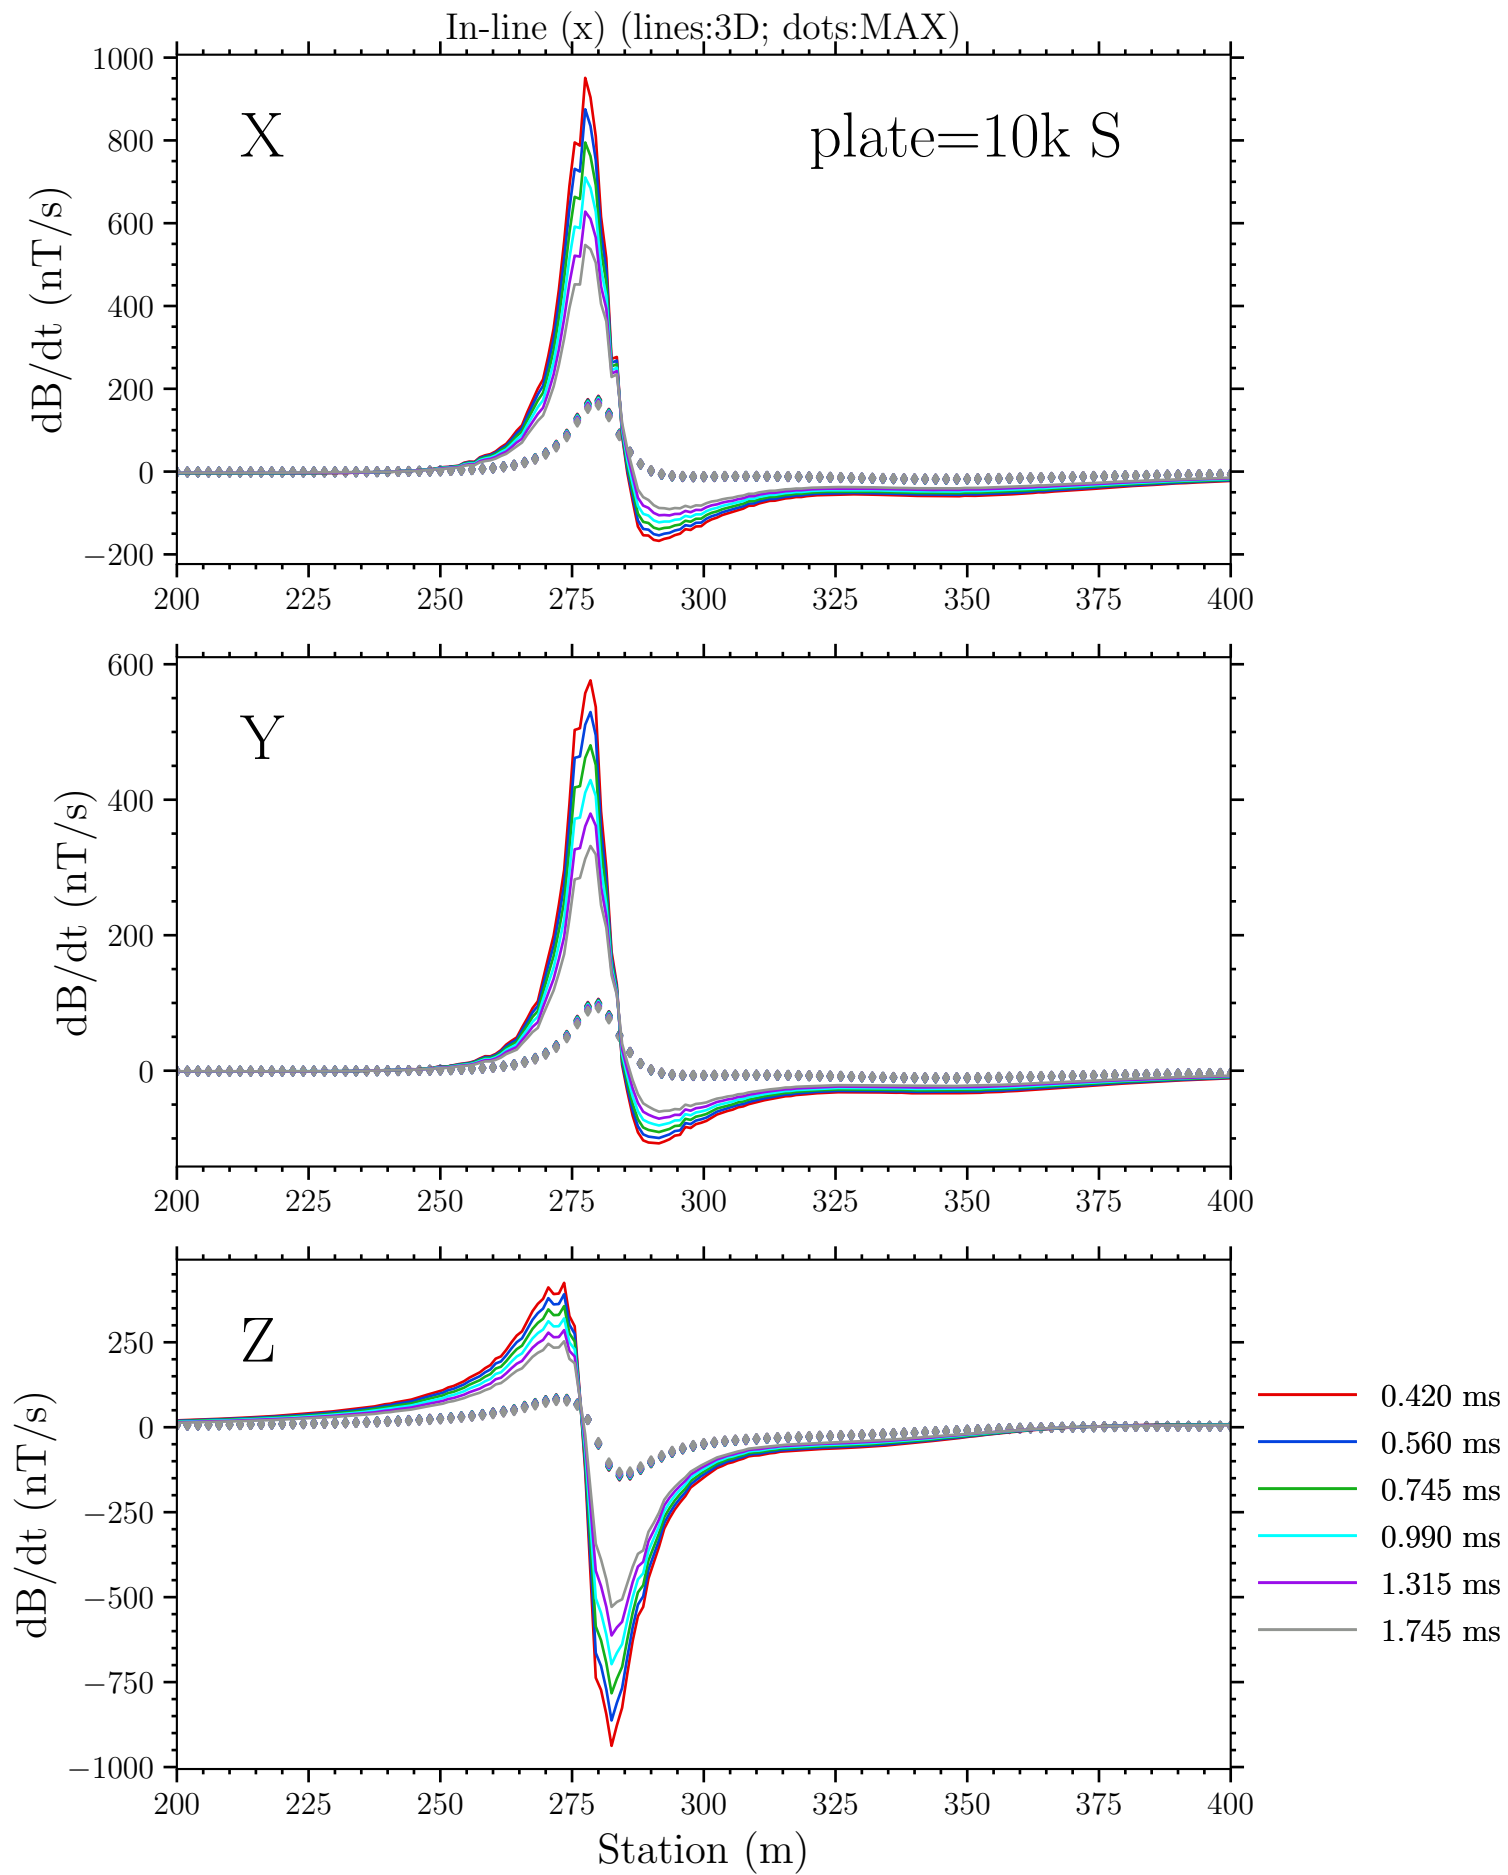 In-line (x) (lines:3D; dots:MAX)
1000
800
600
400
200
0
−200
dB/dt (nT/s)
X
plate=10k S
200 225 250 275 300 325 350 375 400
600
400
200
0
dB/dt (nT/s)
Y
200 225 250 275 300 325 350 375 400
250
0
−250
−500
−750
−1000
dB/dt (nT/s)
Z
200 225 250 275 300 325 350 375 400
Station (m)
0.420 ms
0.560 ms
0.745 ms
0.990 ms
1.315 ms
1.745 ms